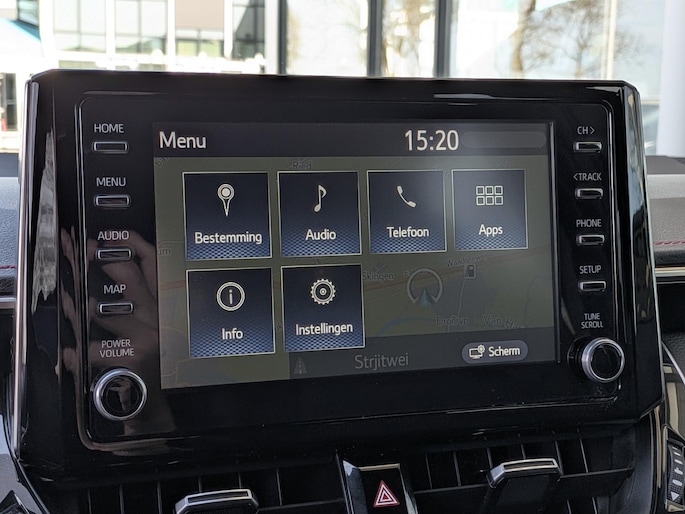 HOME
MENU
AUDIO
MAP
POWER
VOLUME
Menu
15:20
Bestemming
Audio
Telefoon
Apps
Info
Instellingen
Strjitwei
Scherm
CH>
<TRACK
PHONE
SETUP
TUNE
SCROLL